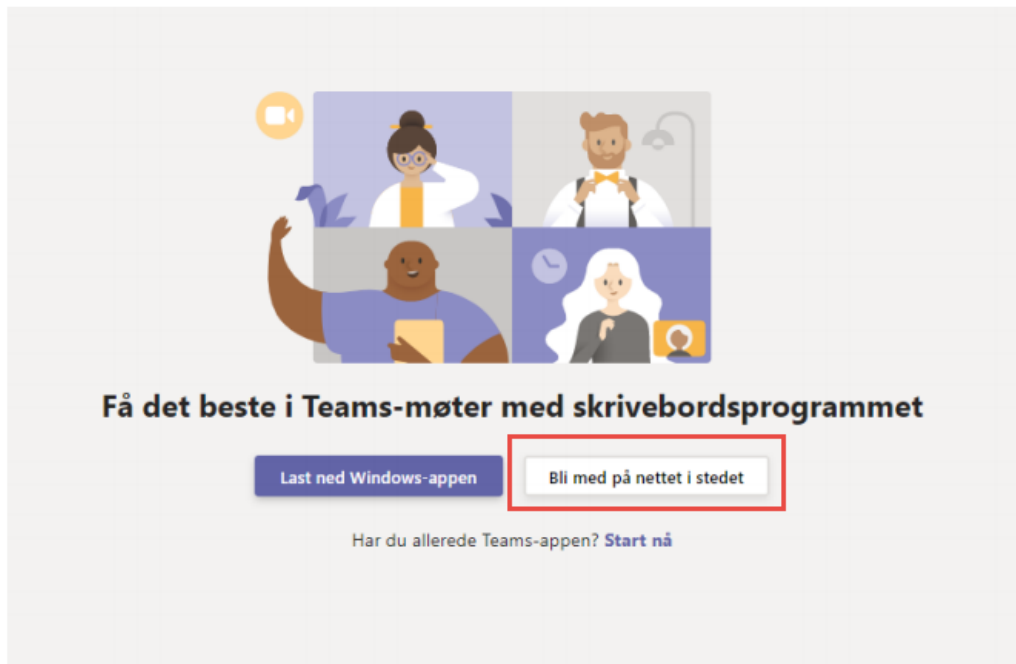 Få det beste i Teams-møter med skrivebordsprogrammet
Last ned Windows-appen
Bli med på nettet i stedet
Har du allerede Teams-appen? Start nå